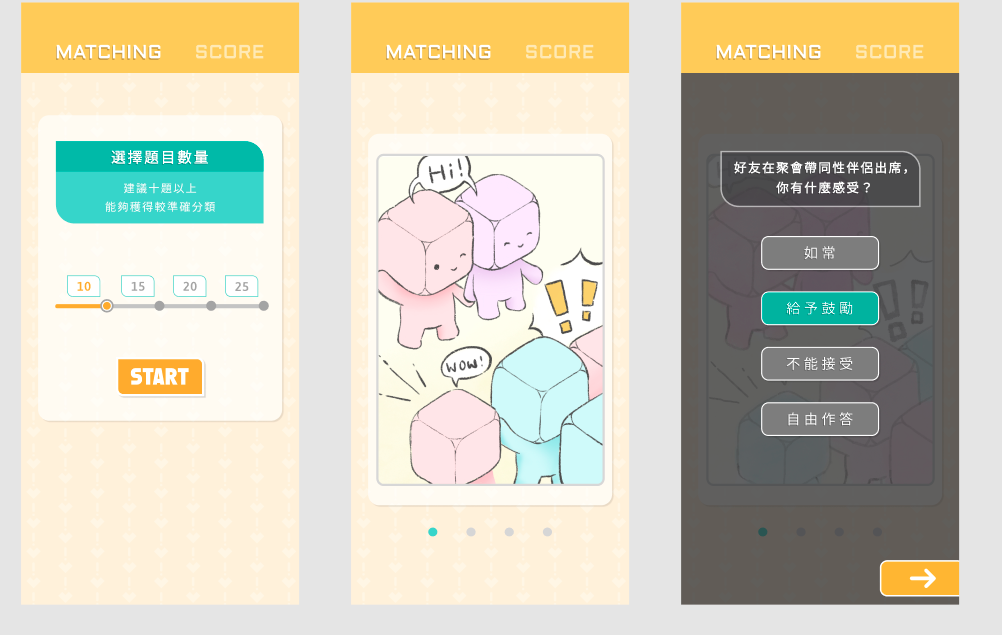 MATCHING SCORE
選擇題目數量
建議十題以上
能夠獲得較準確分類
10 15 20 25
START
MATCHING SCORE
Hi!
!!
WOW!
MATCHING SCORE
好友在聚會帶同性伴侶出席，
你有什麼感受？
如常
給予鼓勵
不能接受
自由作答